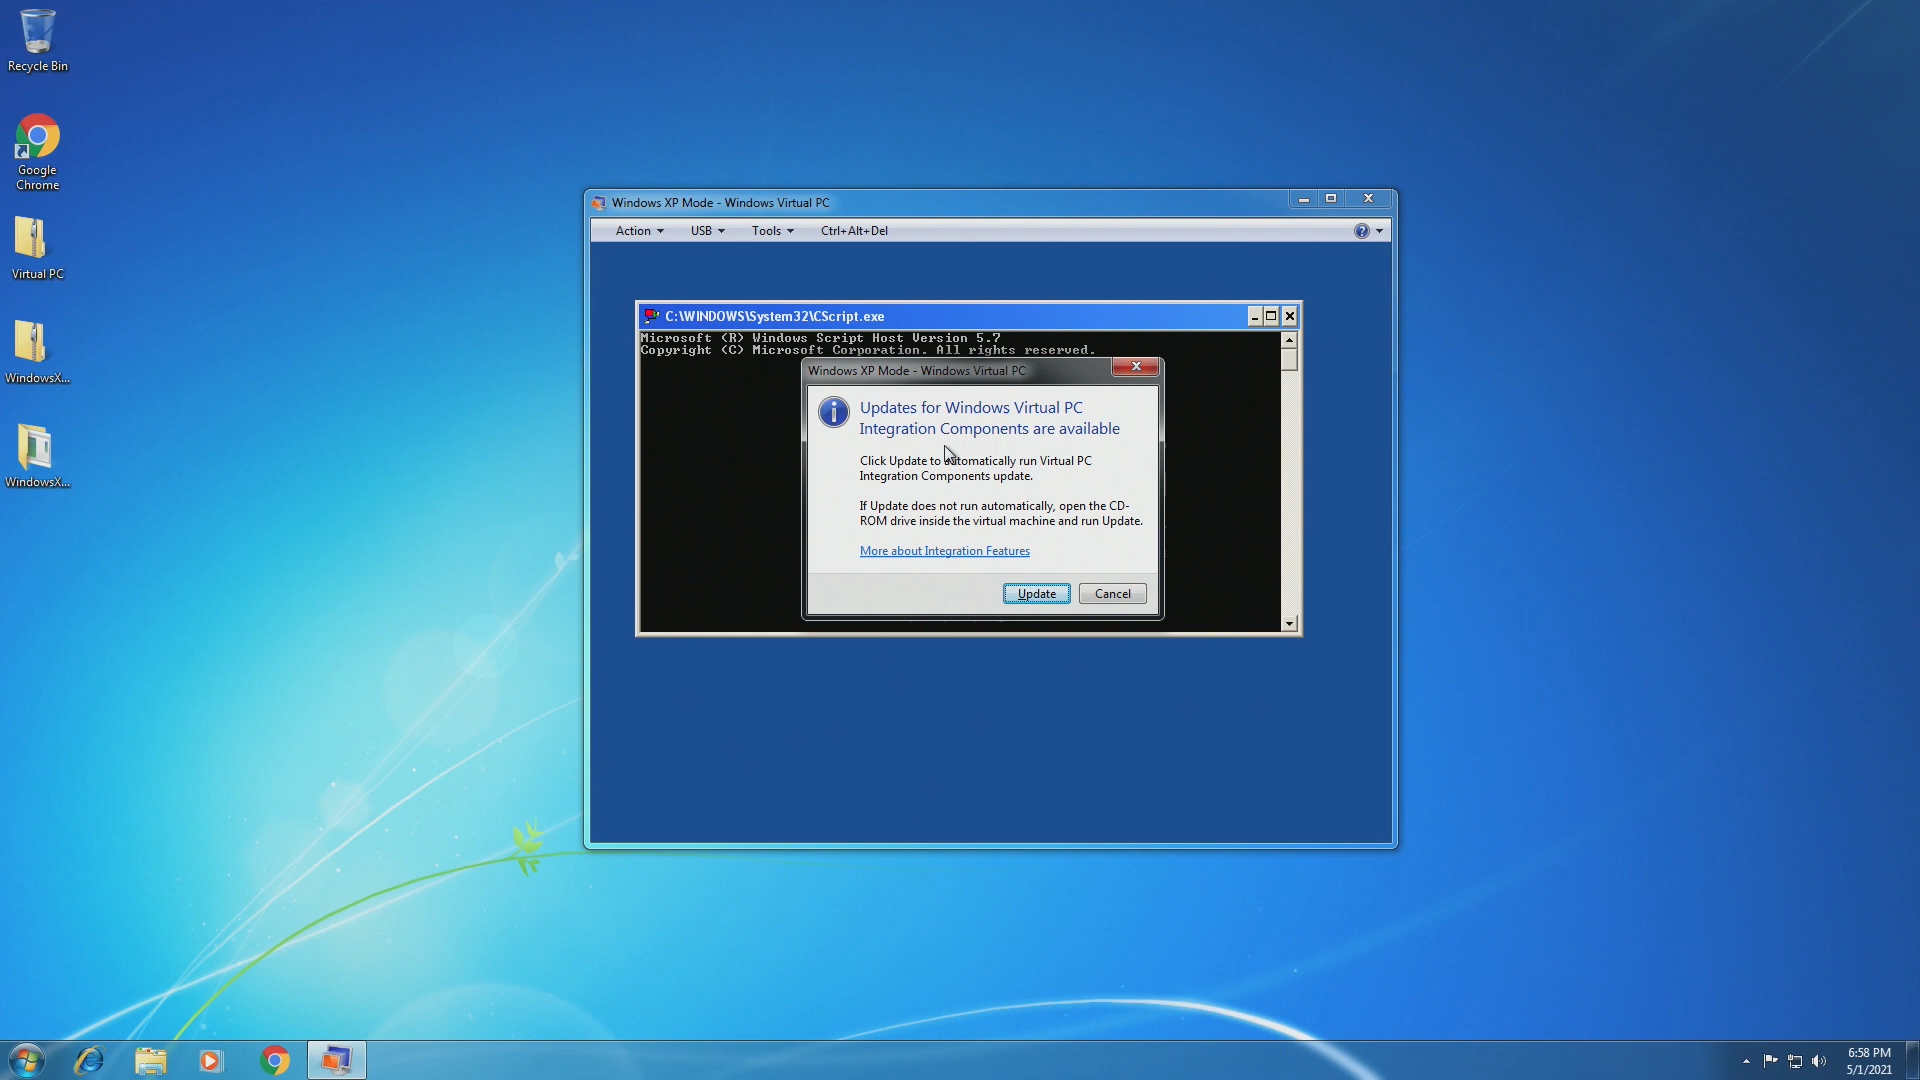 Recycle Bin
Google
Chrome
Virtual PC
WindowsX...
WindowsX...
Windows XP Mode - Windows Virtual PC
Action
USB
Tools
Ctrl+Alt+Del
C:\WINDOWS\System32\CScript.exe
Microsoft (R) Windows Script Host Version 5.7
Copyright (C) Microsoft Corporation. All rights reserved.
Windows XP Mode - Windows Virtual PC
Updates for Windows Virtual PC
Integration Components are available
Click Update to automatically run Virtual PC
Integration Components update.
If Update does not run automatically, open the CD-
ROM drive inside the virtual machine and run Update.
More about Integration Features
Update
Cancel
6:58 PM
5/1/2021